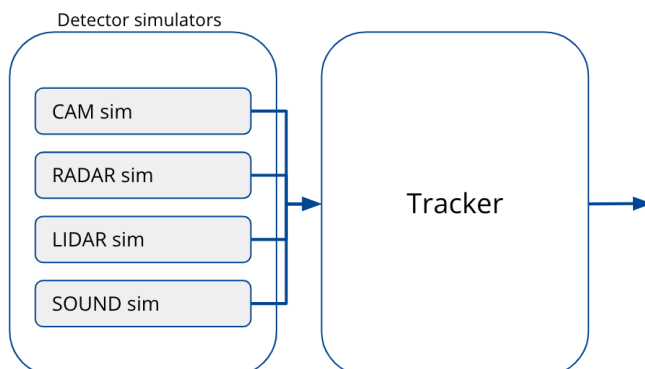 Detector simulators
CAM sim
RADAR sim
LIDAR sim
SOUND sim
Tracker